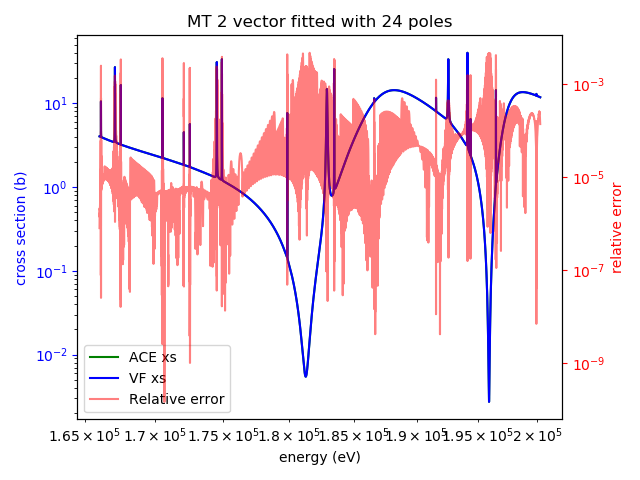 MT 2 vector fitted with 24 poles
10¹
10⁰
10⁻¹
10⁻²
cross section (b)
10⁻³
10⁻⁵
10⁻⁷
10⁻⁹
relative error
ACE xs
VF xs
Relative error
1.65 × 10⁵ 1.7 × 10⁵ 1.75 × 10⁵ 1.8 × 10⁵ 1.85 × 10⁵ 1.9 × 10⁵ 1.95 × 10⁵ 2 × 10⁵
energy (eV)